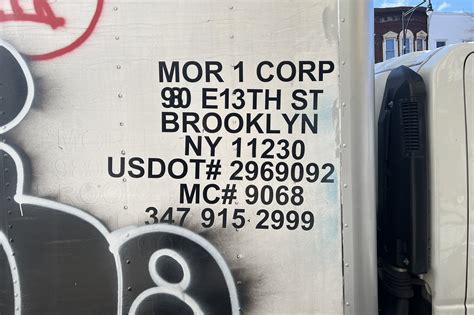 MOR 1 CORP
980 E13TH ST
BROOKLYN
NY 11230
USDOT# 2969092
MC# 9068
347 915 2999